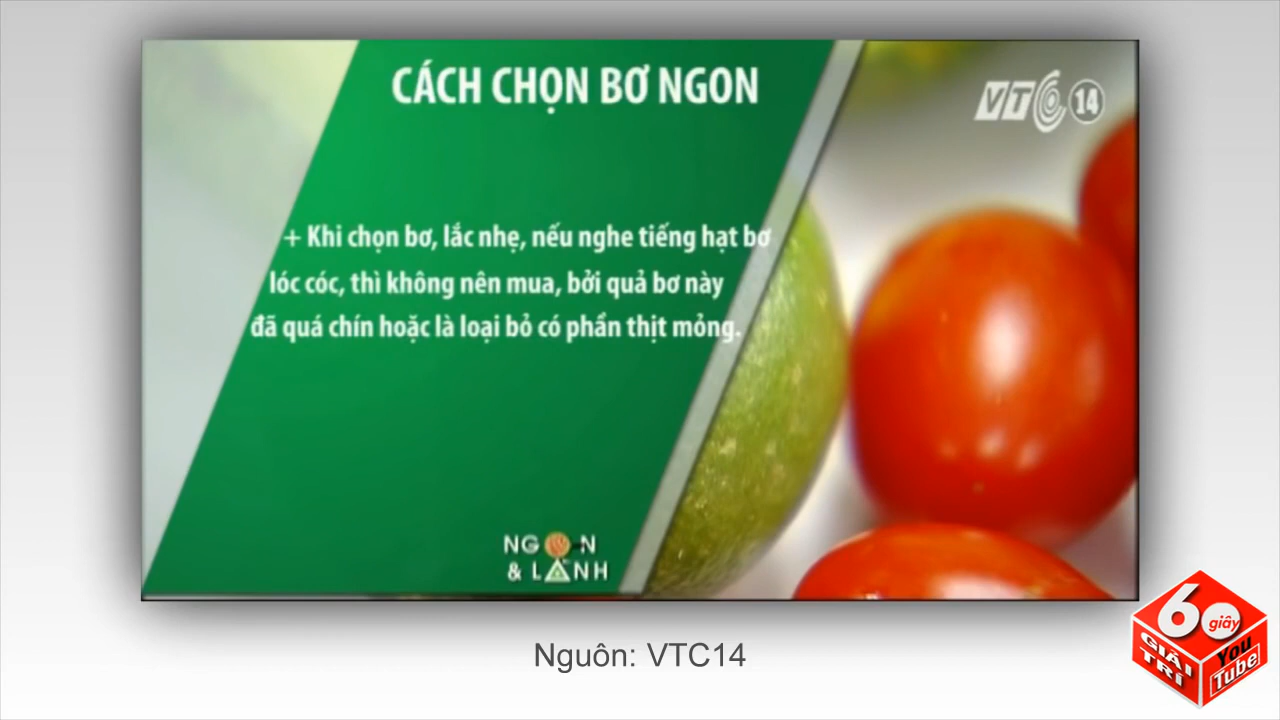 CÁCH CHỌN BƠ NGON
VTC 14
+ Khi chọn bơ, lắc nhẹ, nếu nghe tiếng hạt bơ
lóc cóc, thì không nên mua, bởi quả bơ này
đã quá chín hoặc là loại bỏ có phần thịt mỏng.
NGON
& LÀNH
Nguồn: VTC14
60 giây
GIẢI
TRÍ
You
Tube